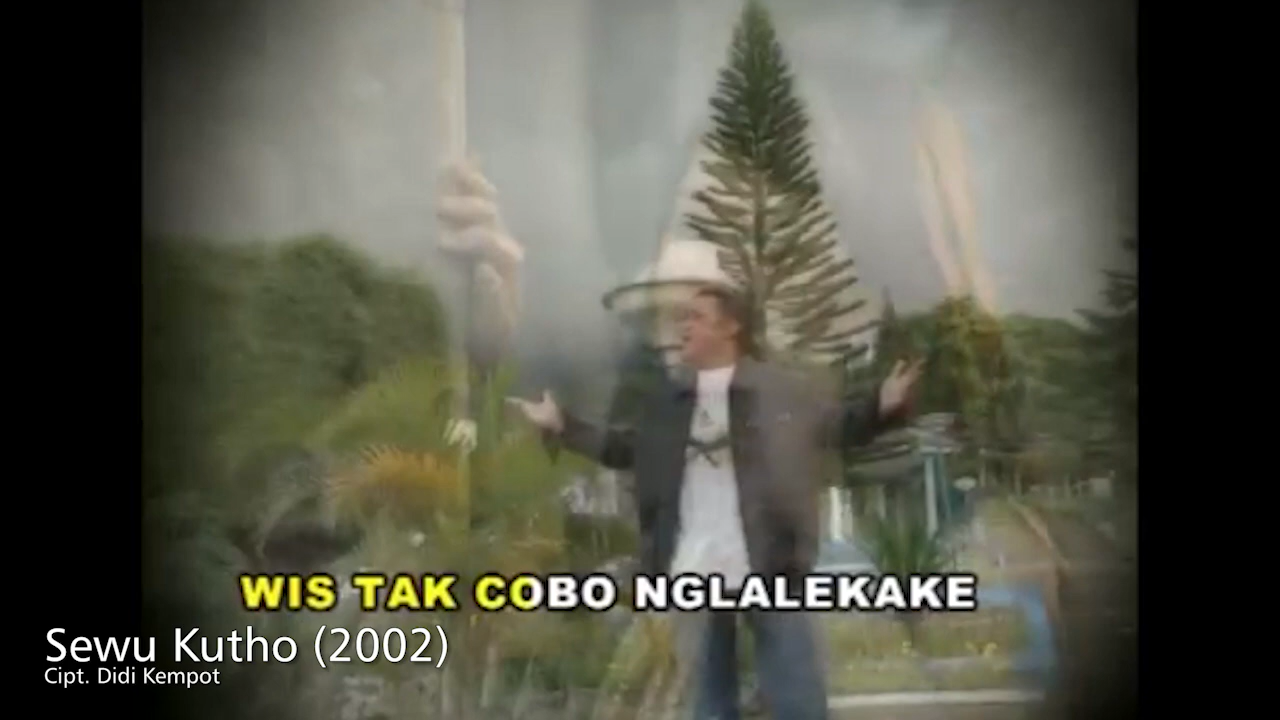 WIS TAK COBO NGLALEKAKE
Sewu Kutho (2002)
Cipt. Didi Kempot